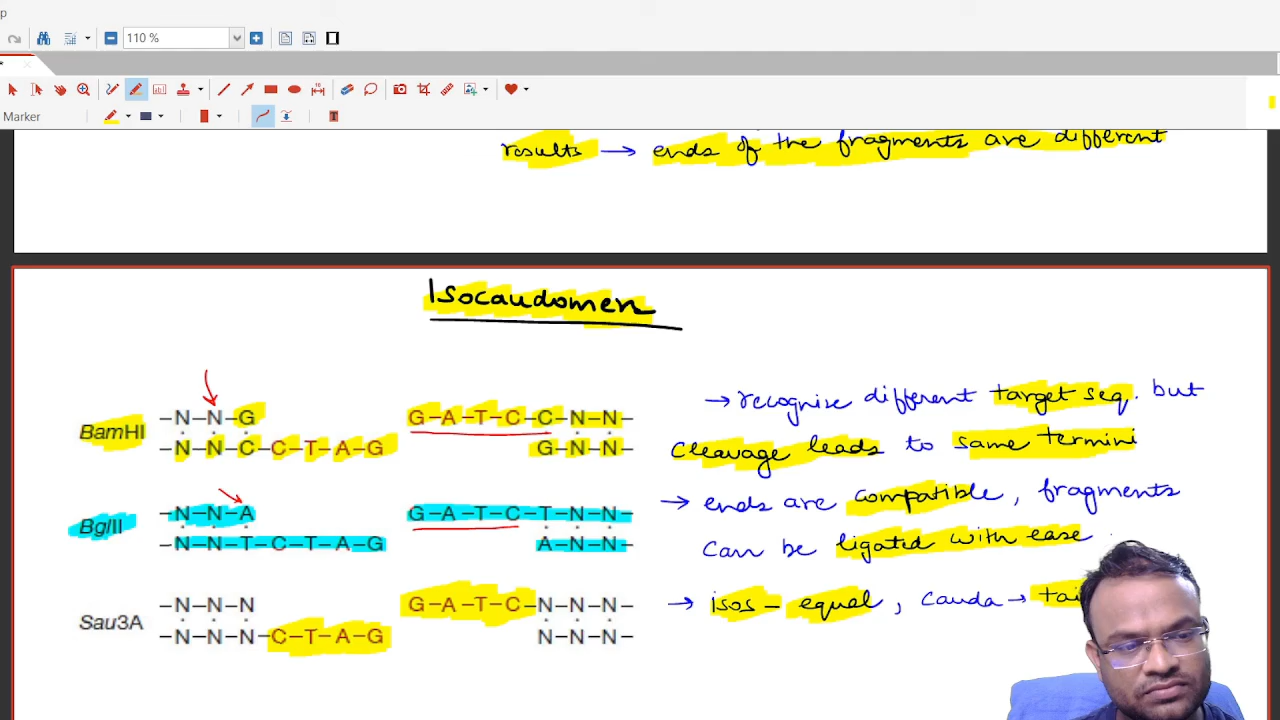 p
110 %
Marker
results → ends of the fragments are different
Isocaudomen
BamHI
–N–N–G G–A–T–C–C–N–N–
–N–N–C–C–T–A–G G–N–N–
→ recognise different target seq. but
cleavage leads to same termini
BglII
–N–N–A G–A–T–C–T–N–N–
–N–N–T–C–T–A–G A–N–N–
→ ends are compatible, fragments
can be ligated with ease
Sau3A
–N–N–N G–A–T–C–N–N–N–
–N–N–N–C–T–A–G N–N–N–
→ isos – equal, cauda →